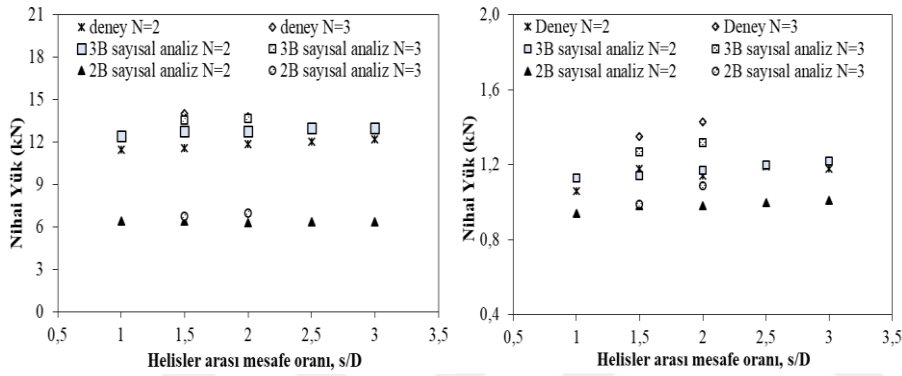 21
18
15
12
9
6
3
0
Nihai Yük (kN)
deney N=2
deney N=3
3B sayısal analiz N=2
3B sayısal analiz N=3
2B sayısal analiz N=2
2B sayısal analiz N=3
0,5
1
1,5
2
2,5
3
3,5
Helisler arası mesafe oranı, s/D
2,0
1,6
1,2
0,8
0,4
Nihai Yük (kN)
Deney N=2
Deney N=3
3B sayısal analiz N=2
3B sayısal analiz N=3
2B sayısal analiz N=2
2B sayısal analiz N=3
0,5
1
1,5
2
2,5
3
3,5
Helisler arası mesafe oranı, s/D